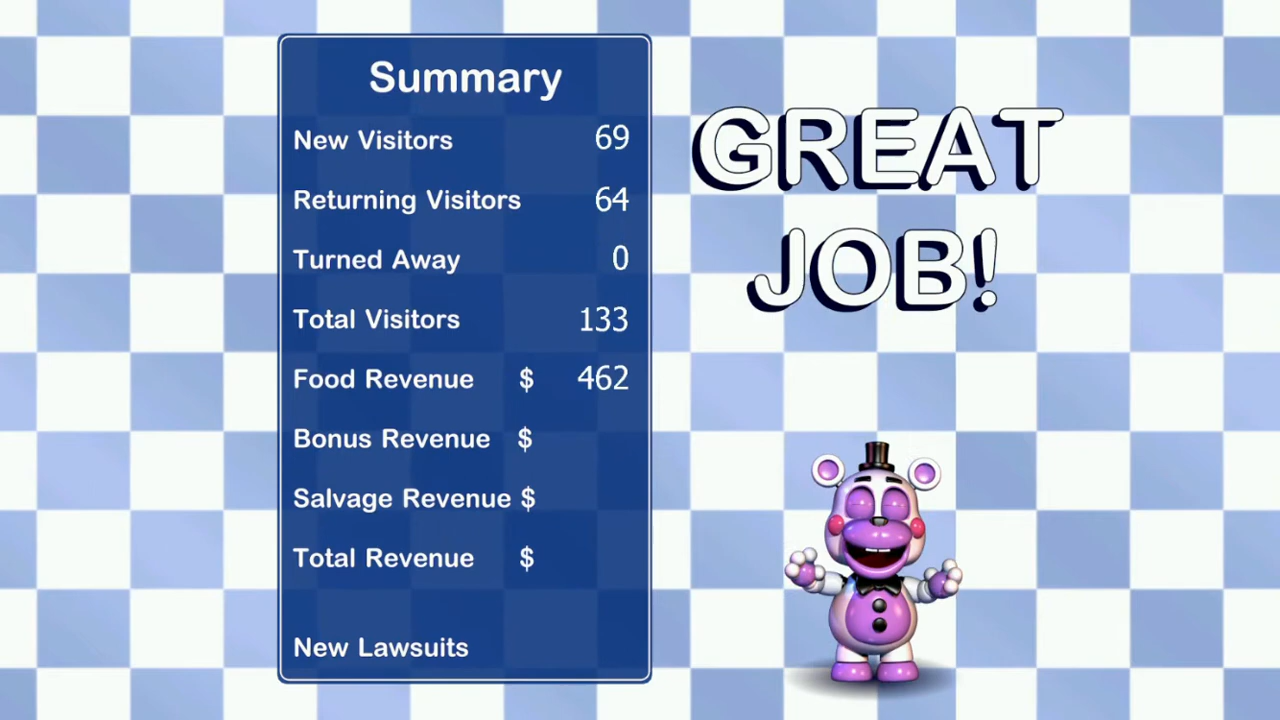 Summary
New Visitors 69
Returning Visitors 64
Turned Away 0
Total Visitors 133
Food Revenue $ 462
Bonus Revenue $
Salvage Revenue $
Total Revenue $
New Lawsuits
GREAT
JOB!